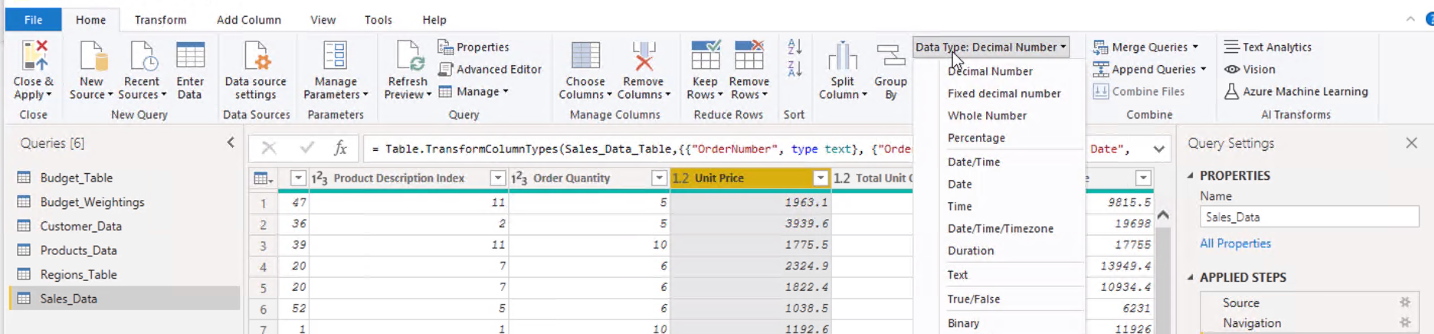 File Home Transform Add Column View Tools Help
Close & Apply
New Source
Recent Sources
Enter Data
Data source settings
Manage Parameters
Refresh Preview
Properties
Advanced Editor
Manage
Choose Columns
Remove Columns
Keep Rows
Remove Rows
Split Column
Group By
Data Type: Decimal Number
Decimal Number
Fixed decimal number
Whole Number
Percentage
Date/Time
Date
Time
Date/Time/Timezone
Duration
Text
True/False
Binary
Merge Queries
Append Queries
Combine Files
Text Analytics
Vision
Azure Machine Learning
Close New Query Data Sources Parameters Query Manage Columns Reduce Rows Sort Combine AI Transforms
Queries [6]
Budget_Table
Budget_Weightings
Customer_Data
Products_Data
Regions_Table
Sales_Data
fx = Table.TransformColumnTypes(Sales_Data_Table,{{"OrderNumber", type text}, {"Order Date",
123 Product Description Index 123 Order Quantity 1.2 Unit Price 1.2 Total Unit
1 47 11 5 1963.1 9815.5
2 36 2 5 3939.6 19698
3 39 11 10 1775.5 17755
4 20 7 6 2324.9 13949.4
5 20 7 6 1822.4 10934.4
6 52 5 6 1038.5 6231
7 1 1 10 1192.6 11926
Query Settings
PROPERTIES
Name
Sales_Data
All Properties
APPLIED STEPS
Source
Navigation